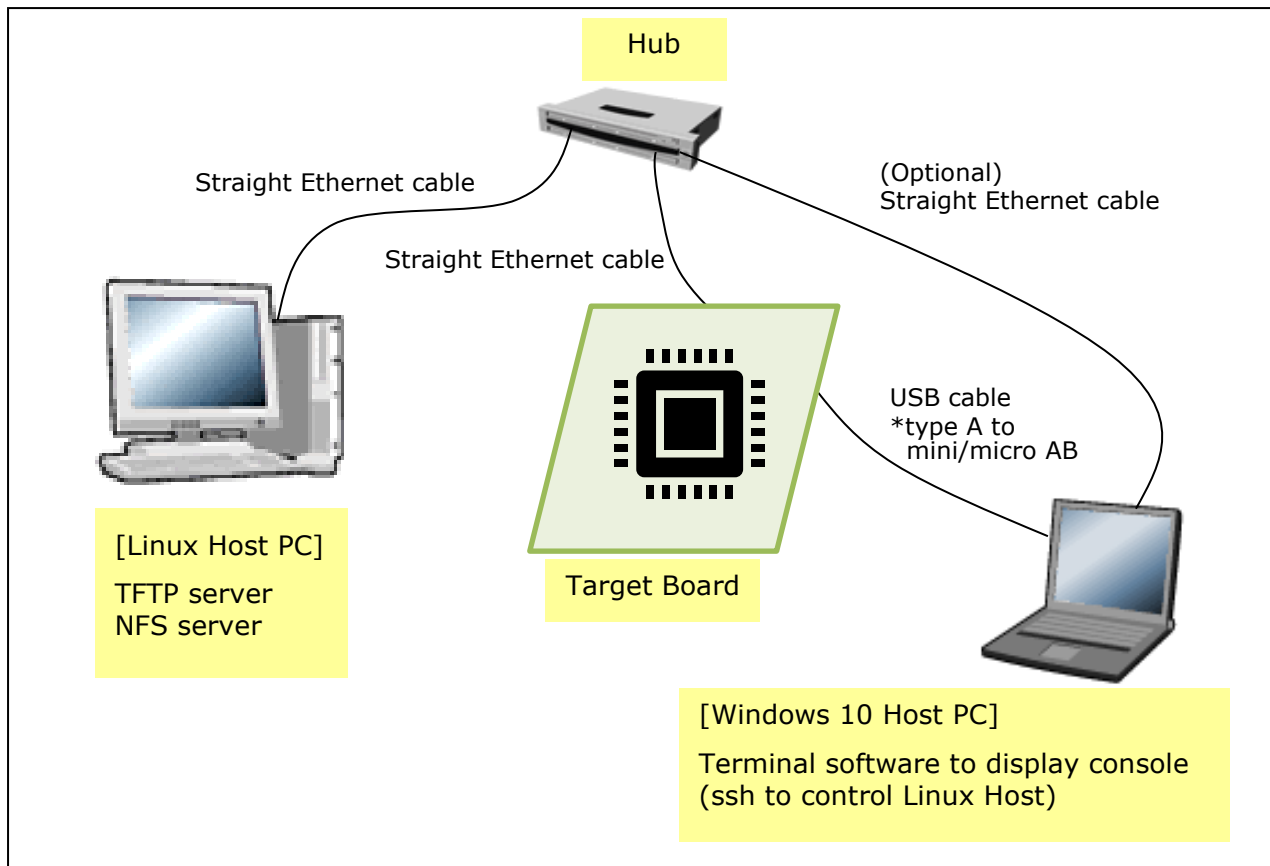 Hub
Straight Ethernet cable
(Optional)
Straight Ethernet cable
Straight Ethernet cable
USB cable
*type A to
mini/micro AB
[Linux Host PC]
TFTP server
NFS server
Target Board
[Windows 10 Host PC]
Terminal software to display console
(ssh to control Linux Host)